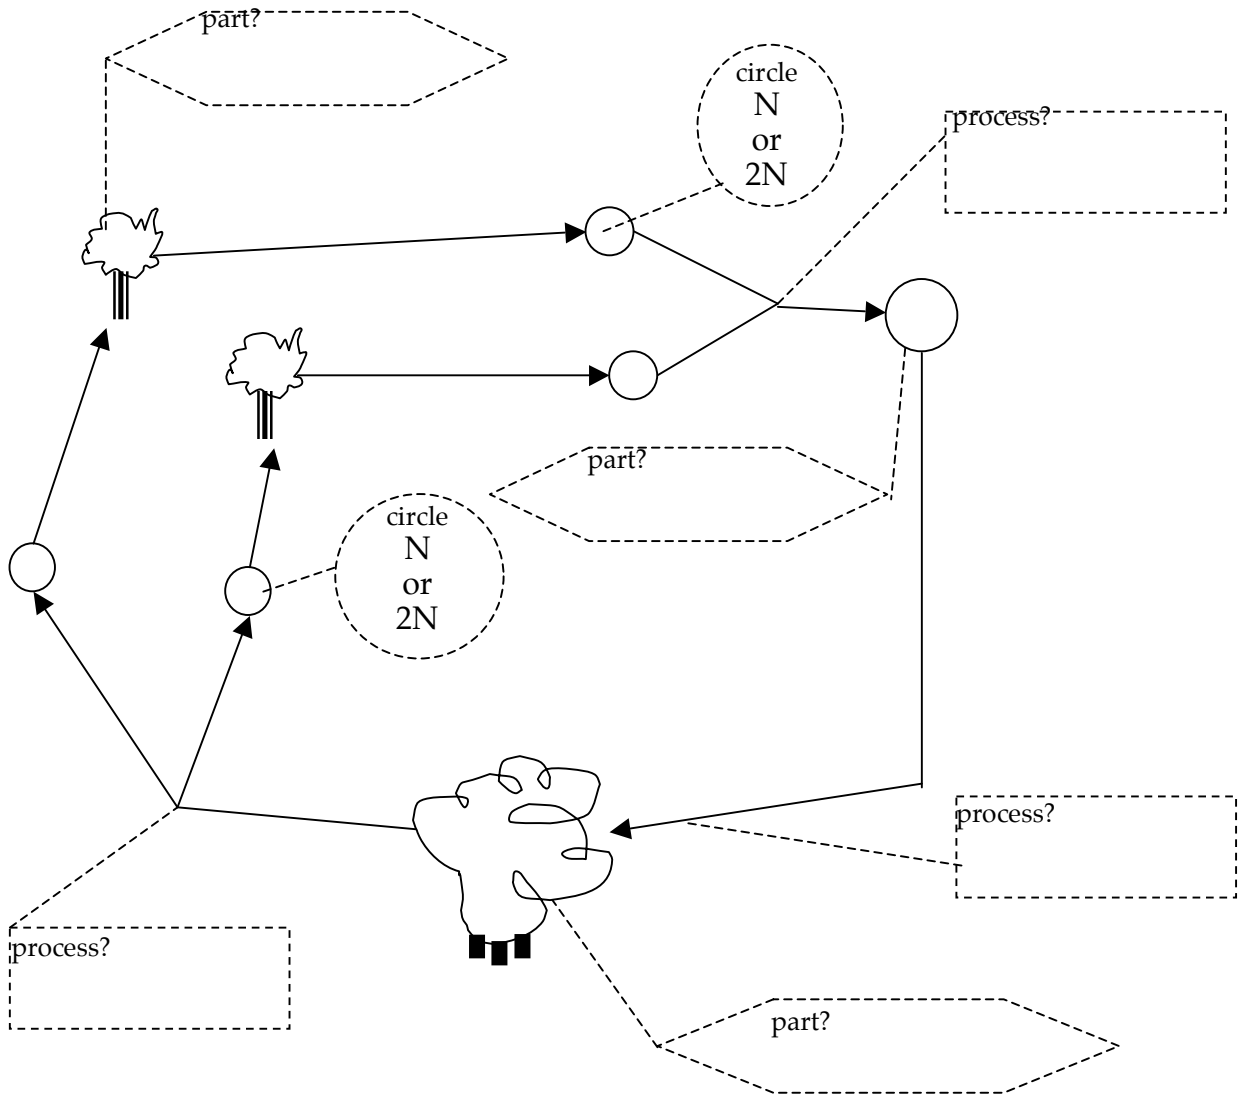 part?
circle
N
or
2N
process?
part?
circle
N
or
2N
process?
process?
part?